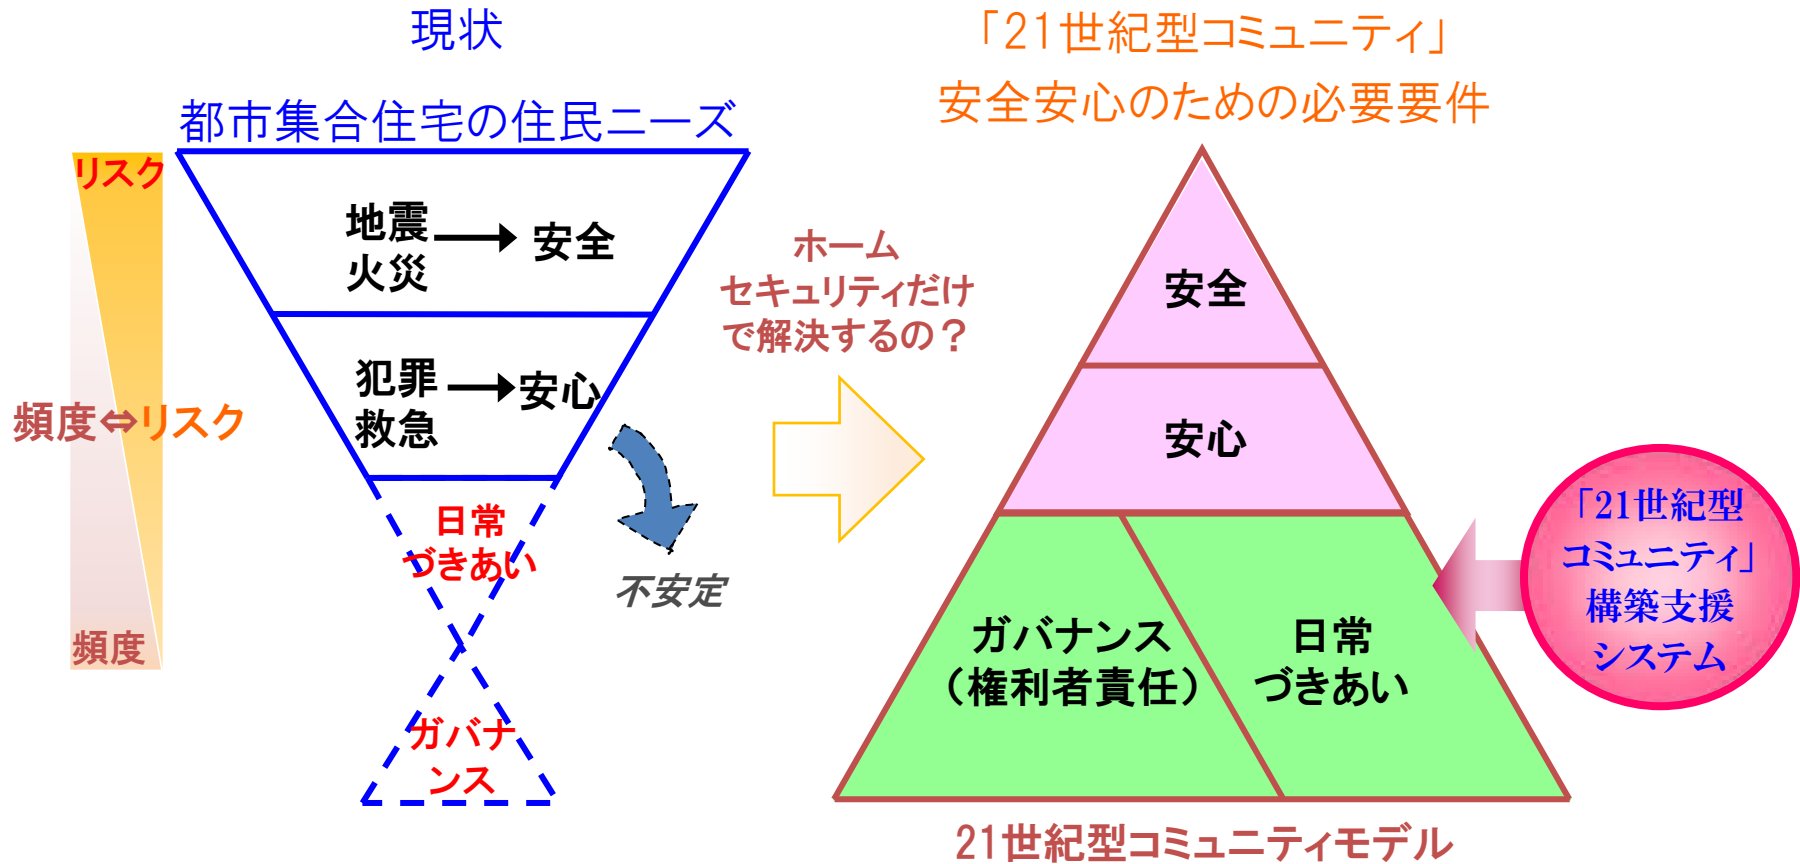 現状
都市集合住宅の住民ニーズ
リスク
頻度⇔リスク
頻度
地震
火災
安全
犯罪
救急
安心
日常
づきあい
ガバナ
ンス
不安定
ホーム
セキュリティだけ
で解決するの？
「21世紀型コミュニティ」
安全安心のための必要要件
安全
安心
ガバナンス
（権利者責任）
日常
づきあい
「21世紀型
コミュニティ」
構築支援
システム
21世紀型コミュニティモデル